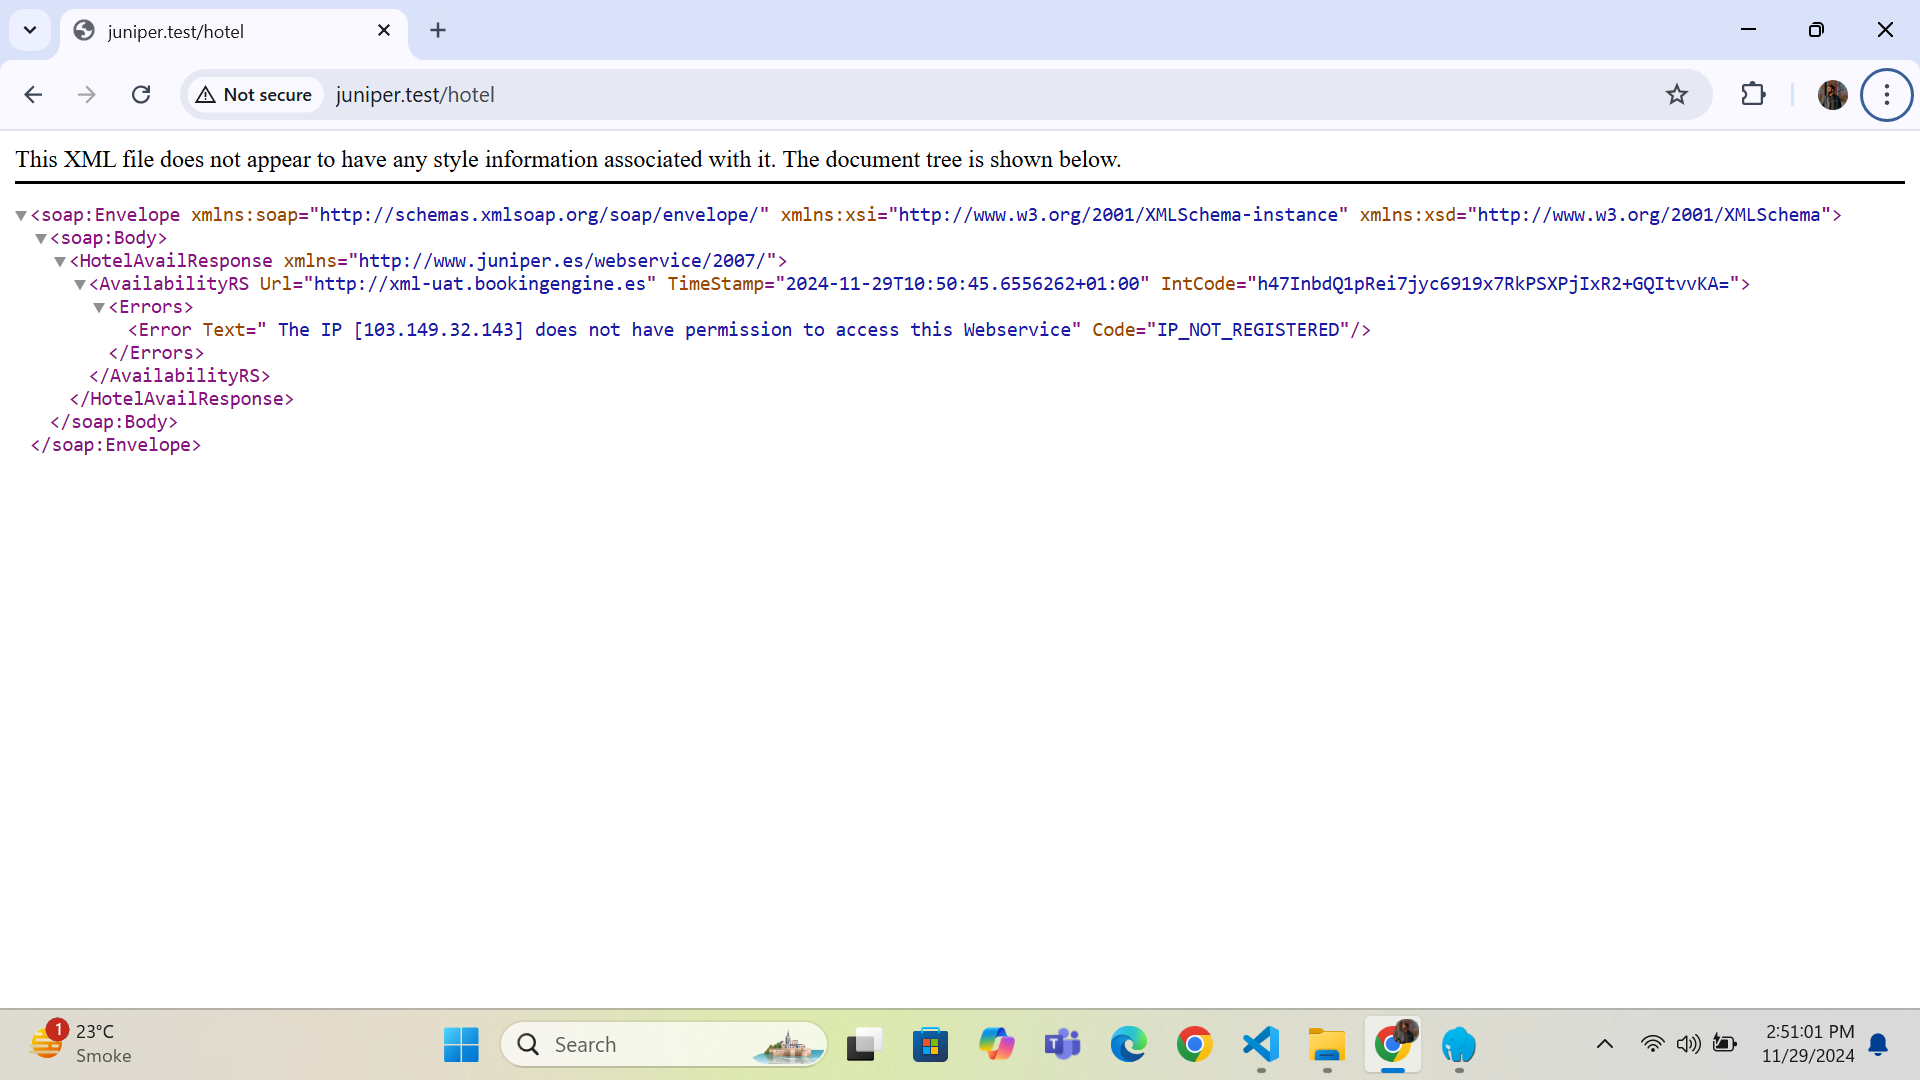 juniper.test/hotel
Not secure
juniper.test/hotel
This XML file does not appear to have any style information associated with it. The document tree is shown below.
<soap:Envelope xmlns:soap="http://schemas.xmlsoap.org/soap/envelope/" xmlns:xsi="http://www.w3.org/2001/XMLSchema-instance" xmlns:xsd="http://www.w3.org/2001/XMLSchema">
<soap:Body>
<HotelAvailResponse xmlns="http://www.juniper.es/webservice/2007/">
<AvailabilityRS Url="http://xml-uat.bookingengine.es" TimeStamp="2024-11-29T10:50:45.6556262+01:00" IntCode="h47InbdQ1pRei7jyc6919x7RkPSXPjIxR2+GQItvvKA=">
<Errors>
<Error Text=" The IP [103.149.32.143] does not have permission to access this Webservice" Code="IP_NOT_REGISTERED"/>
</Errors>
</AvailabilityRS>
</HotelAvailResponse>
</soap:Body>
</soap:Envelope>
1
23°C
Smoke
Search
2:51:01 PM
11/29/2024